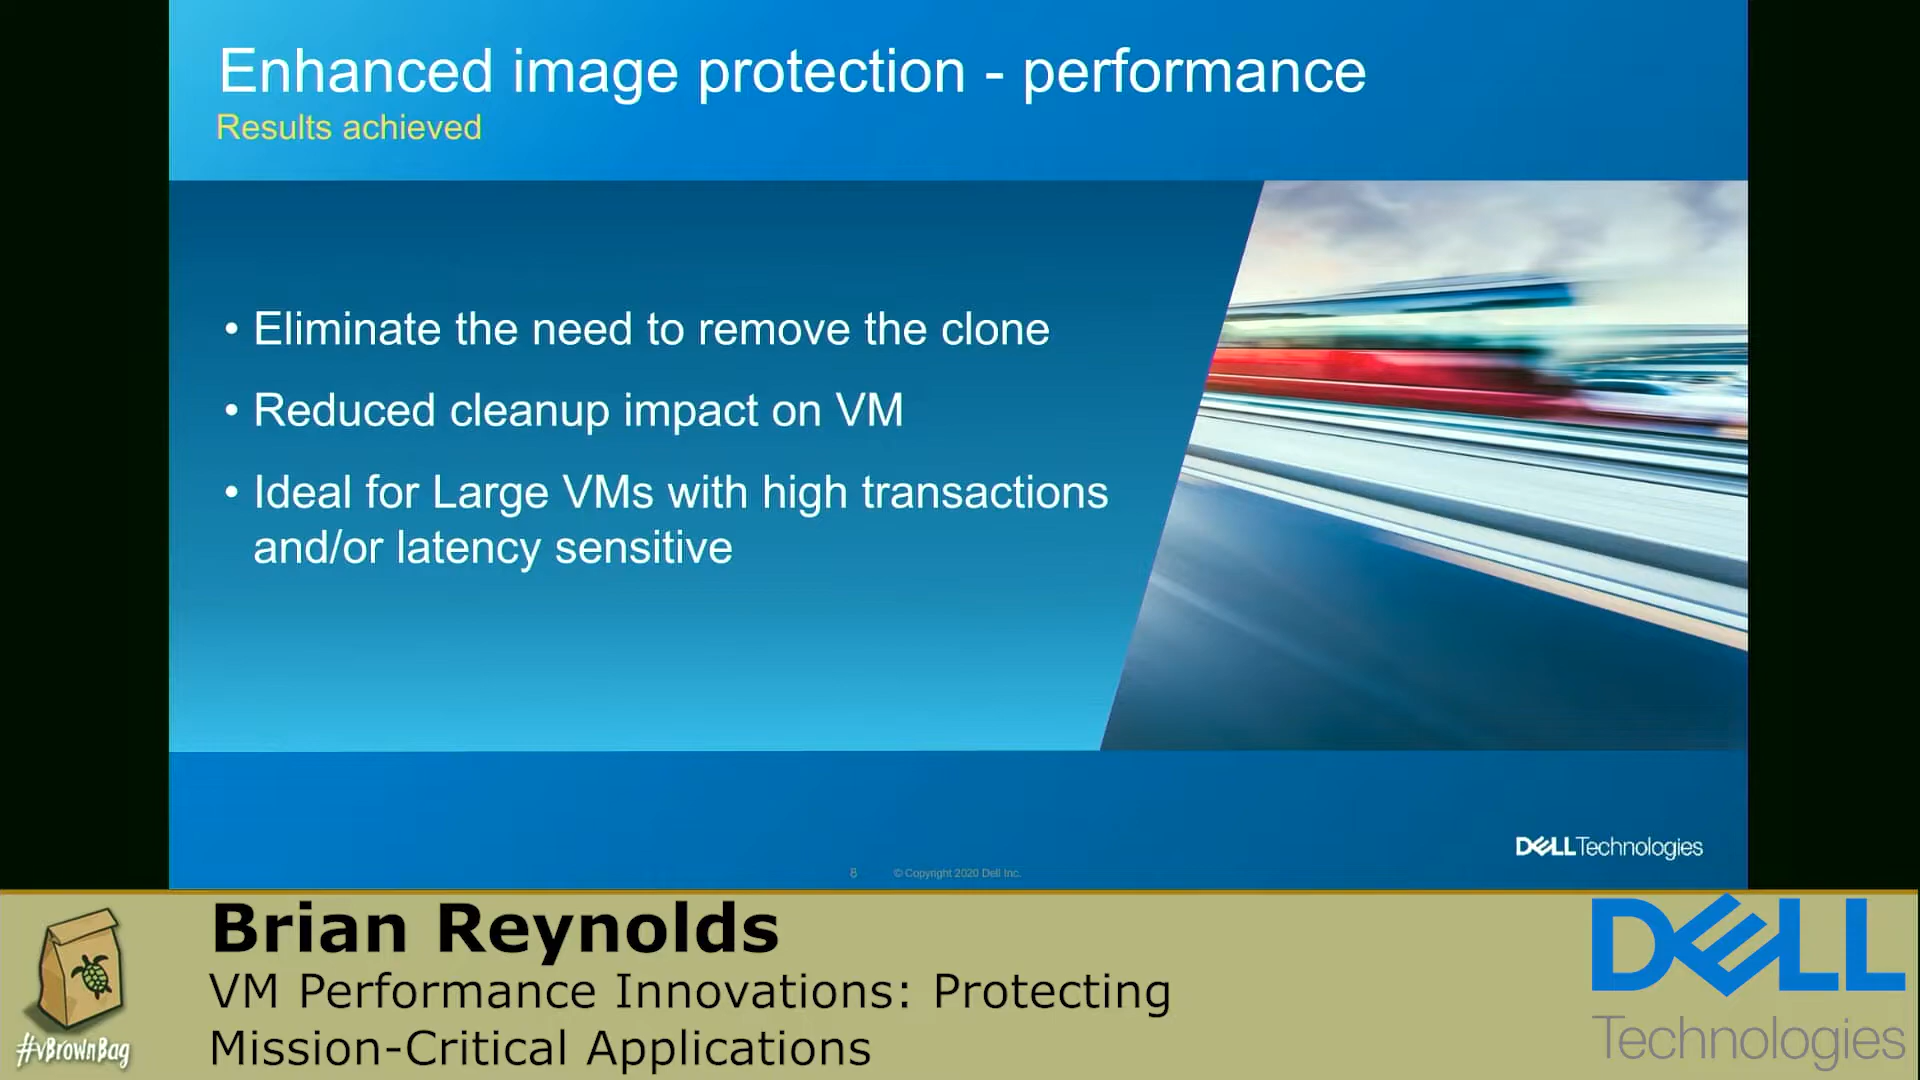 Enhanced image protection - performance
Results achieved
• Eliminate the need to remove the clone
• Reduced cleanup impact on VM
• Ideal for Large VMs with high transactions
and/or latency sensitive
DELLTechnologies
8 © Copyright 2020 Dell Inc.
#vBrownBag
Brian Reynolds
VM Performance Innovations: Protecting
Mission-Critical Applications
DELL
Technologies